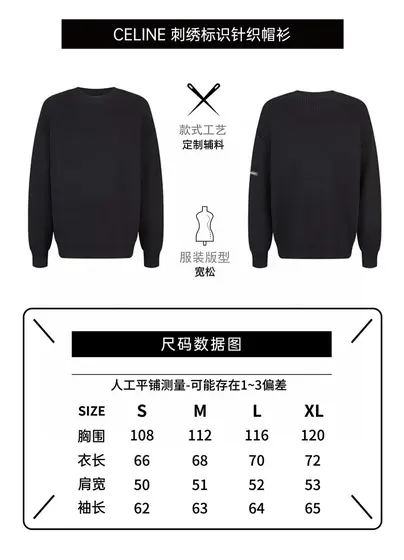 CELINE 刺绣标识针织帽衫
款式工艺
定制辅料
服装版型
宽松
尺码数据图
人工平铺测量-可能存在1~3偏差
SIZE S M L XL
胸围 108 112 116 120
衣长 66 68 70 72
肩宽 50 51 52 53
袖长 62 63 64 65